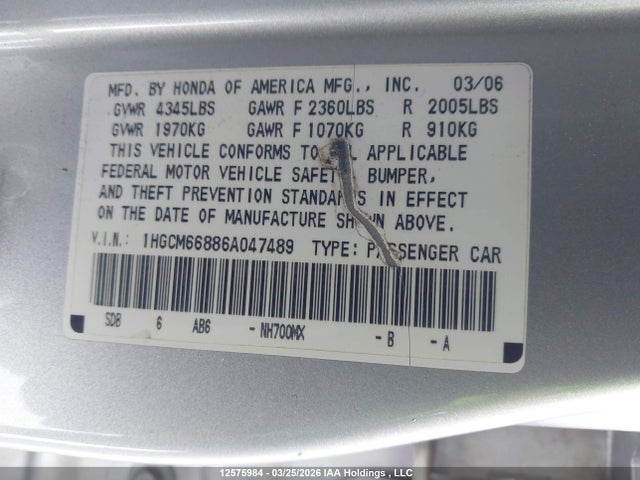 MFD. BY HONDA OF AMERICA MFG., INC. 03/06
GVWR 4345LBS GAWR F 2360LBS R 2005LBS
GVWR 1970KG GAWR F 1070KG R 910KG
THIS VEHICLE CONFORMS TO APPLICABLE
FEDERAL MOTOR VEHICLE SAFETY, BUMPER,
AND THEFT PREVENTION STANDARDS IN EFFECT
ON THE DATE OF MANUFACTURE SHOWN ABOVE.
V.I.N.: 1HGCM66886A047489 TYPE: PASSENGER CAR
SDB 6 AB6 - NH700MX - B - A
12575984 - 03/25/2026 IAA Holdings , LLC